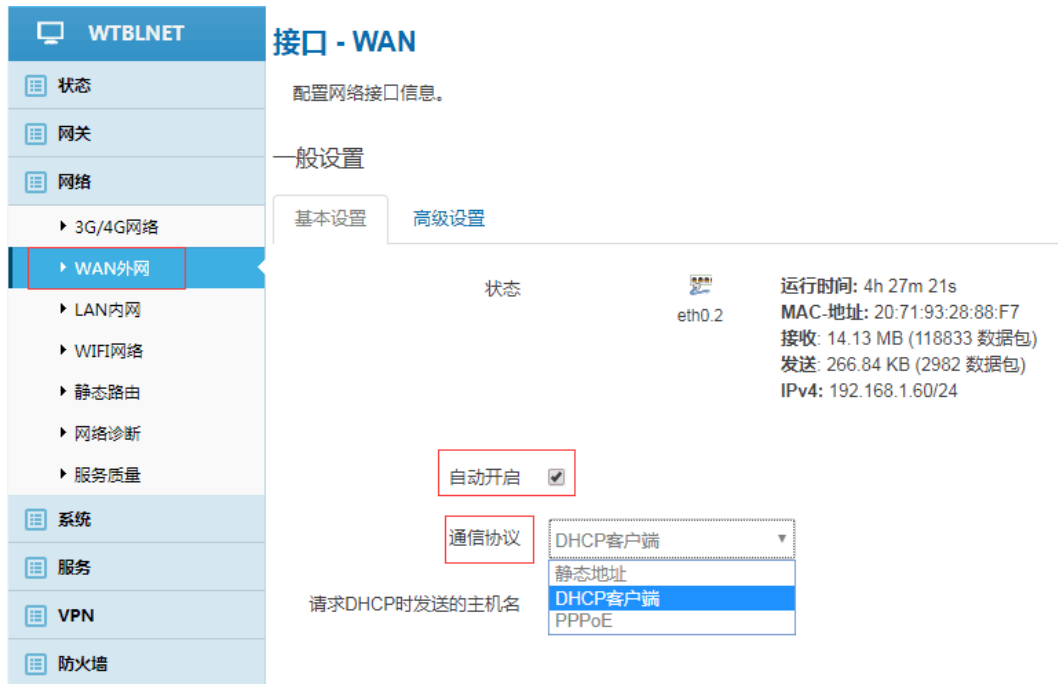 WTBLNET
状态
网关
网络
3G/4G网络
WAN外网
LAN内网
WIFI网络
静态路由
网络诊断
服务质量
系统
服务
VPN
防火墙
接口 - WAN
配置网络接口信息。
一般设置
基本设置
高级设置
状态
eth0.2
运行时间: 4h 27m 21s
MAC-地址: 20:71:93:28:88:F7
接收: 14.13 MB (118833 数据包)
发送: 266.84 KB (2982 数据包)
IPv4: 192.168.1.60/24
自动开启
通信协议
DHCP客户端
静态地址
DHCP客户端
PPPoE
请求DHCP时发送的主机名